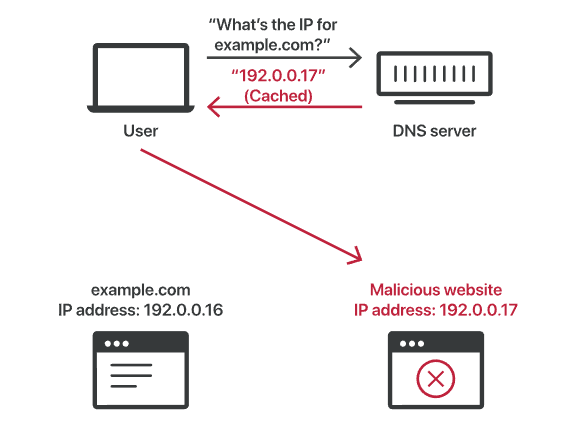 “What’s the IP for
example.com?”
“192.0.0.17”
(Cached)
User
DNS server
example.com
IP address: 192.0.0.16
Malicious website
IP address: 192.0.0.17